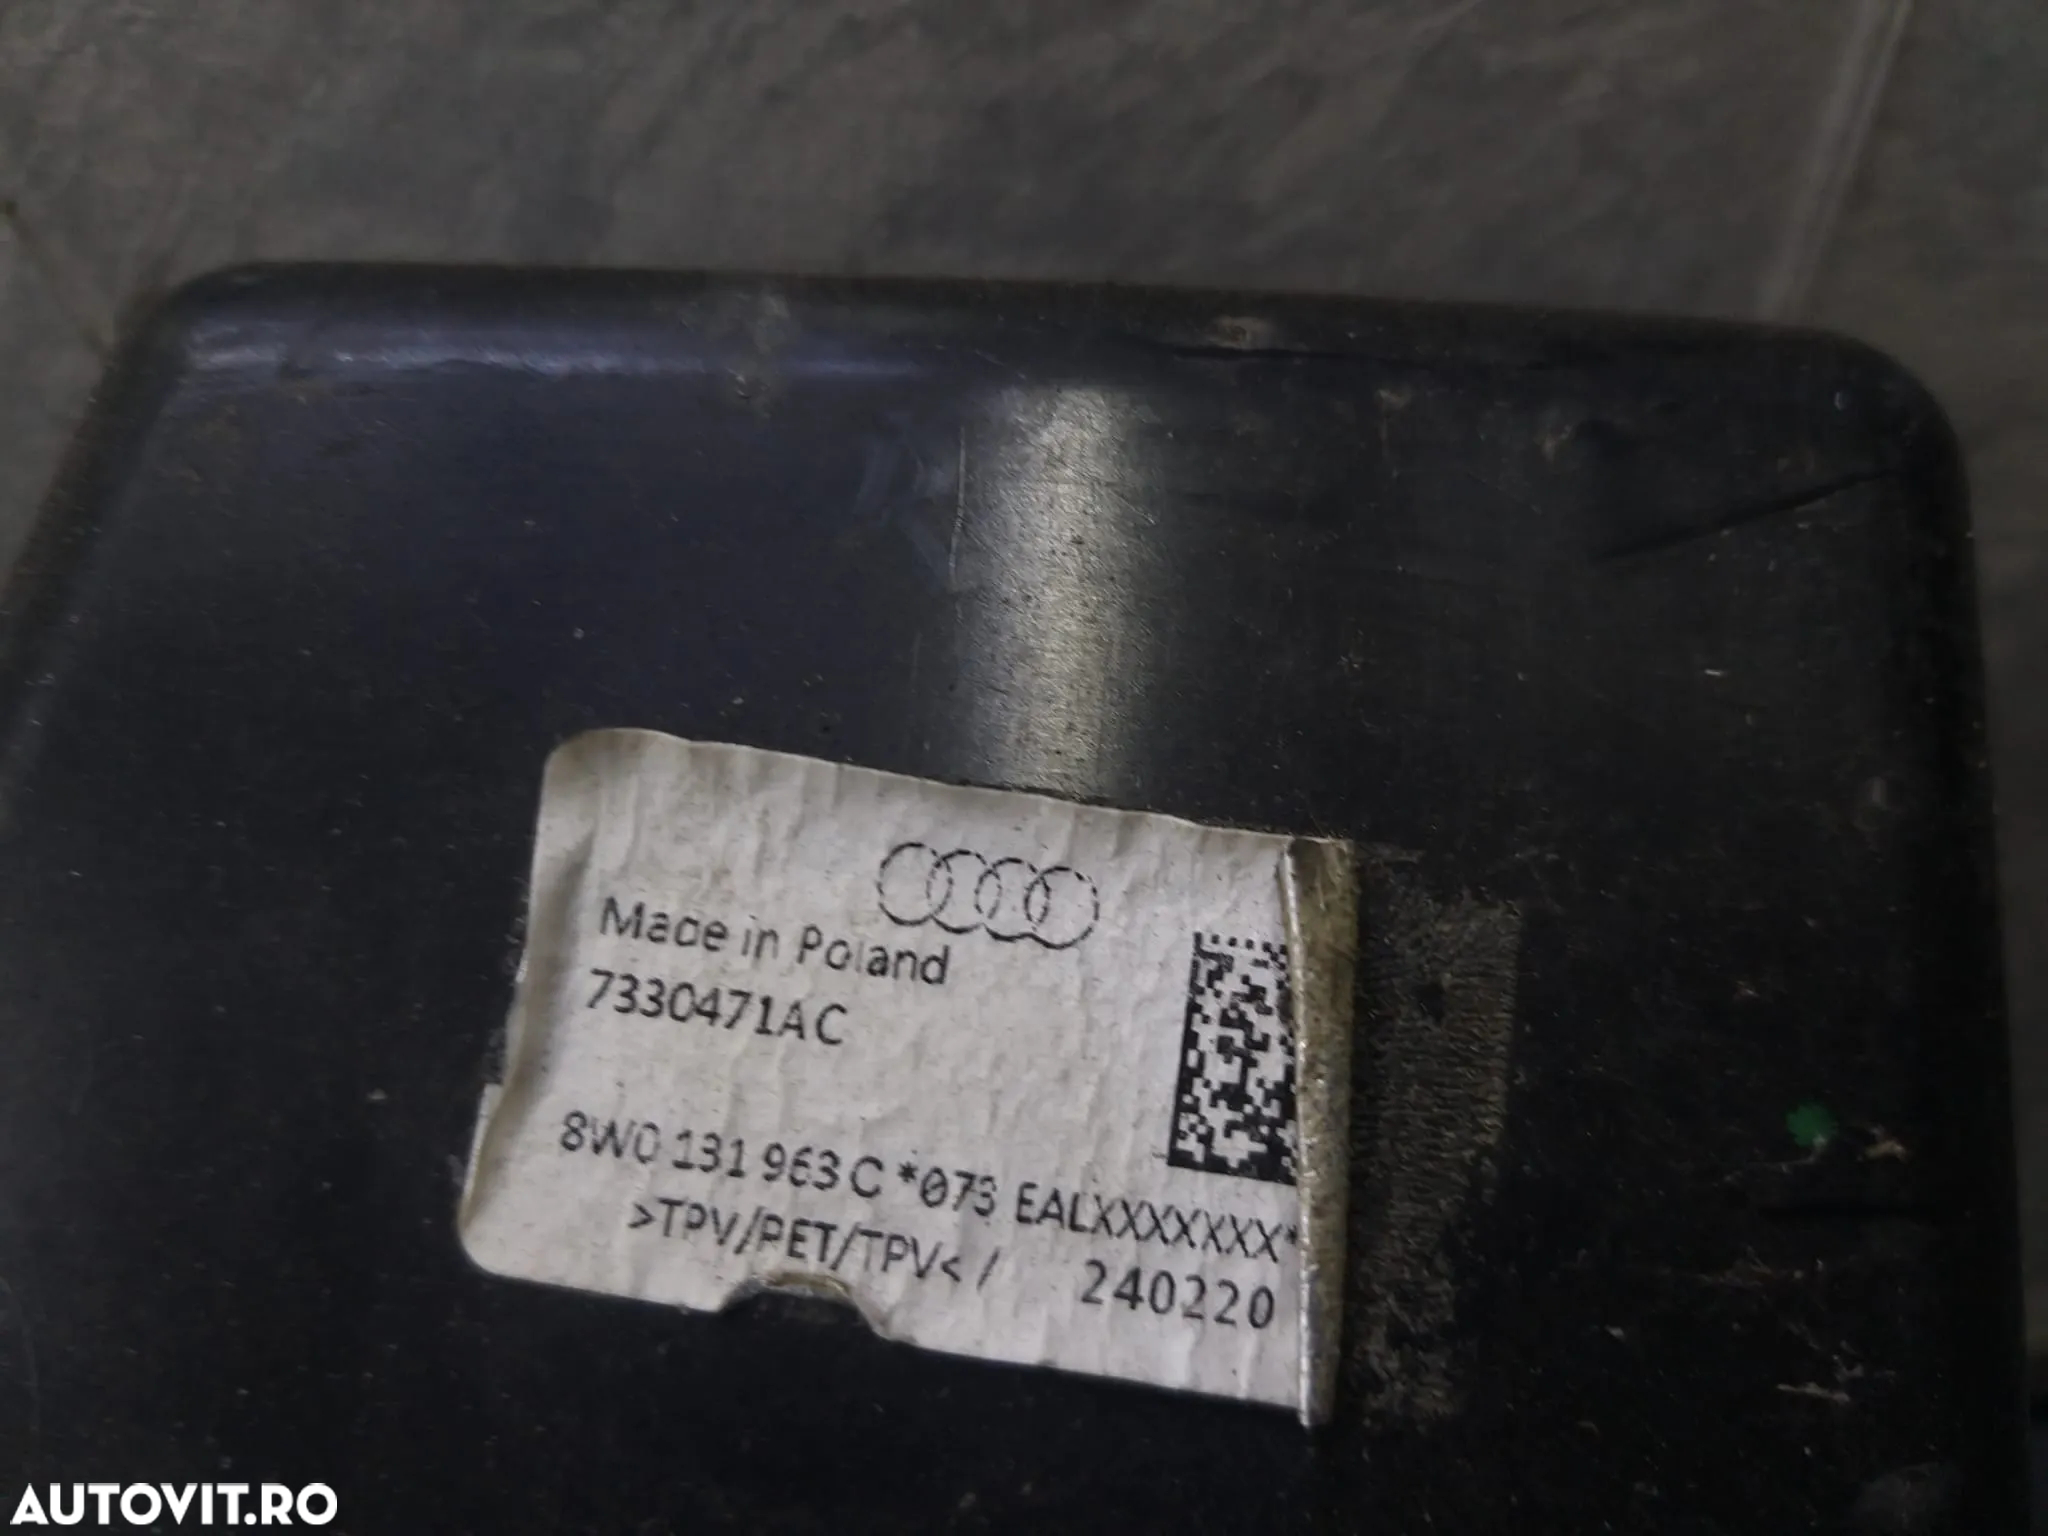 Made in Poland
7330471AC
8W0 131 963 C *073 EALXXXXXXX*
>TPV/PET/TPV< / 240220
AUTOVIT.RO